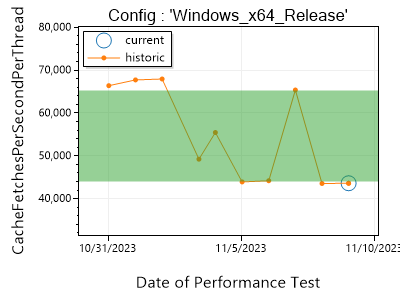 Config : 'Windows_x64_Release'
CacheFetchesPerSecondPerThread
80,000
70,000
60,000
50,000
40,000
current
historic
10/31/2023
11/5/2023
11/10/2023
Date of Performance Test